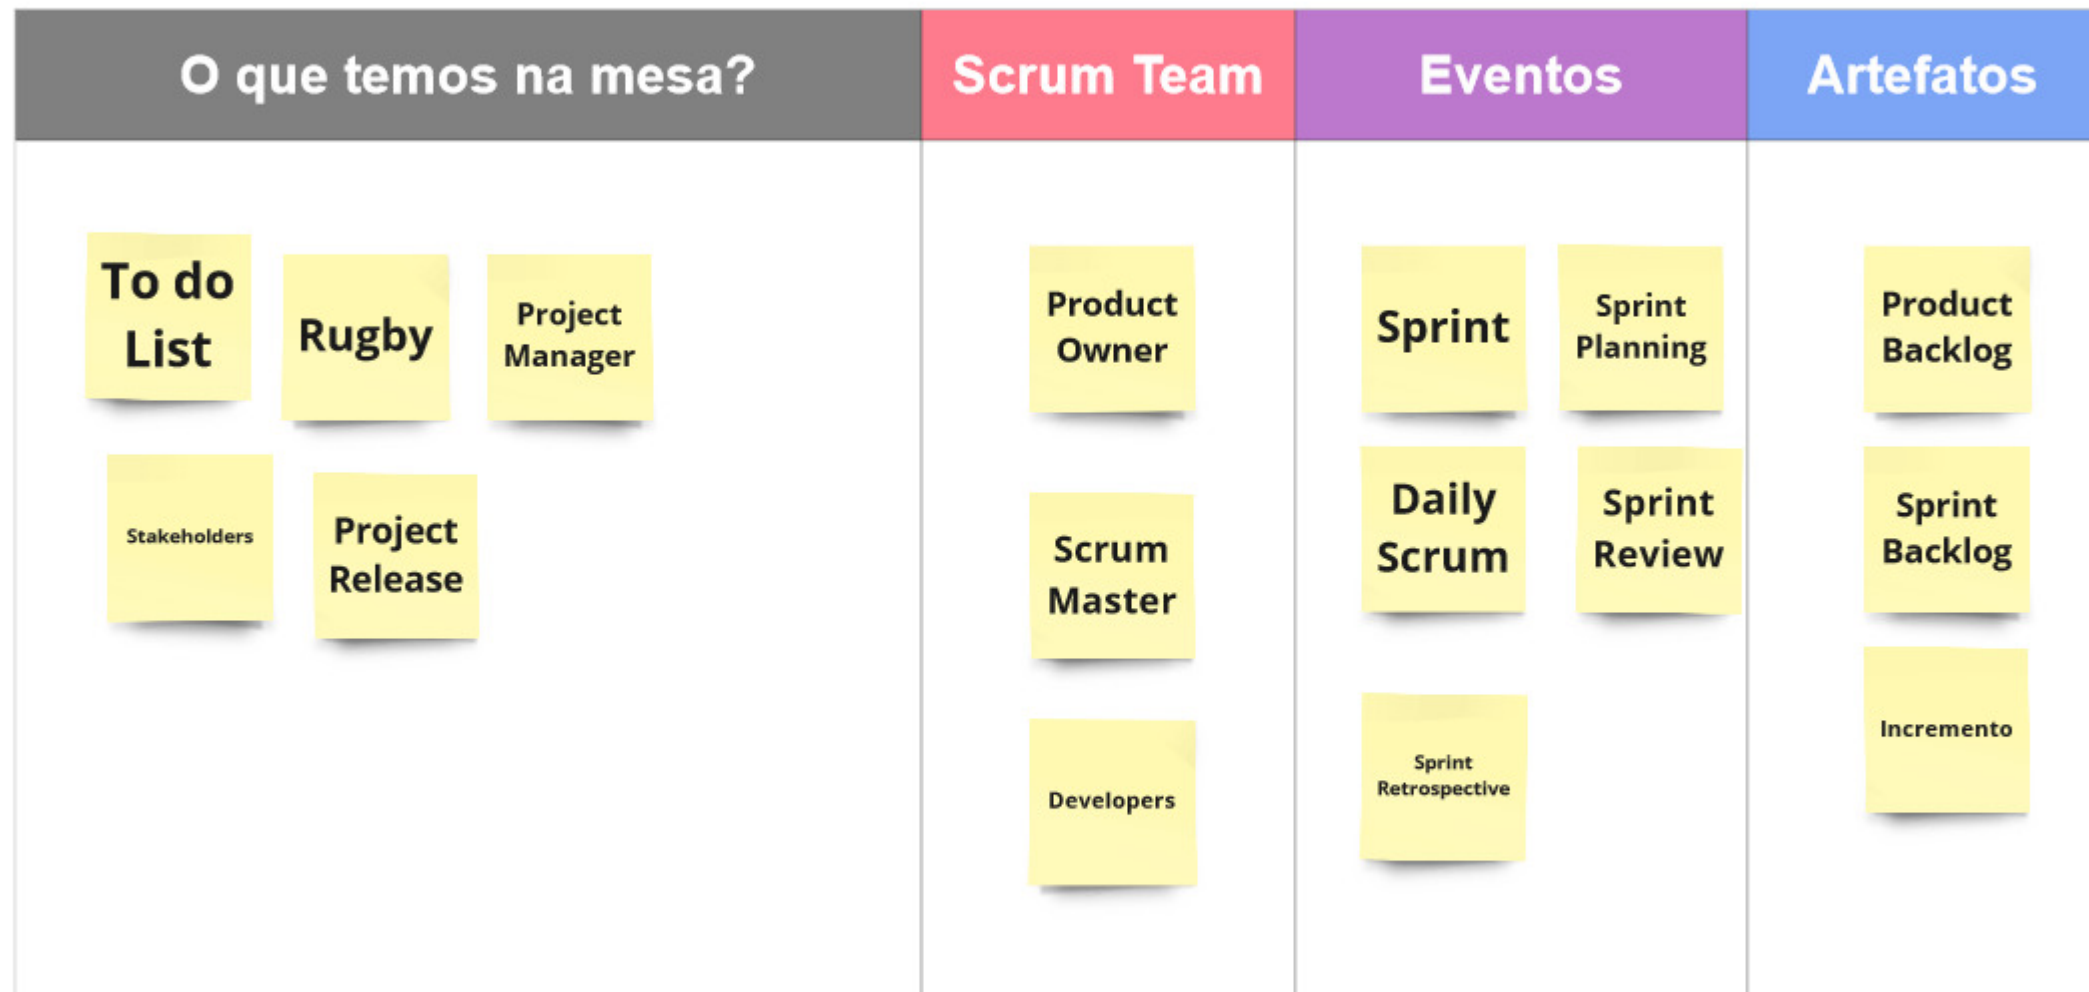 O que temos na mesa?
Scrum Team
Eventos
Artefatos
To do
List
Rugby
Project
Manager
Stakeholders
Project
Release
Product
Owner
Scrum
Master
Developers
Sprint
Sprint
Planning
Daily
Scrum
Sprint
Review
Sprint
Retrospective
Product
Backlog
Sprint
Backlog
Incremento